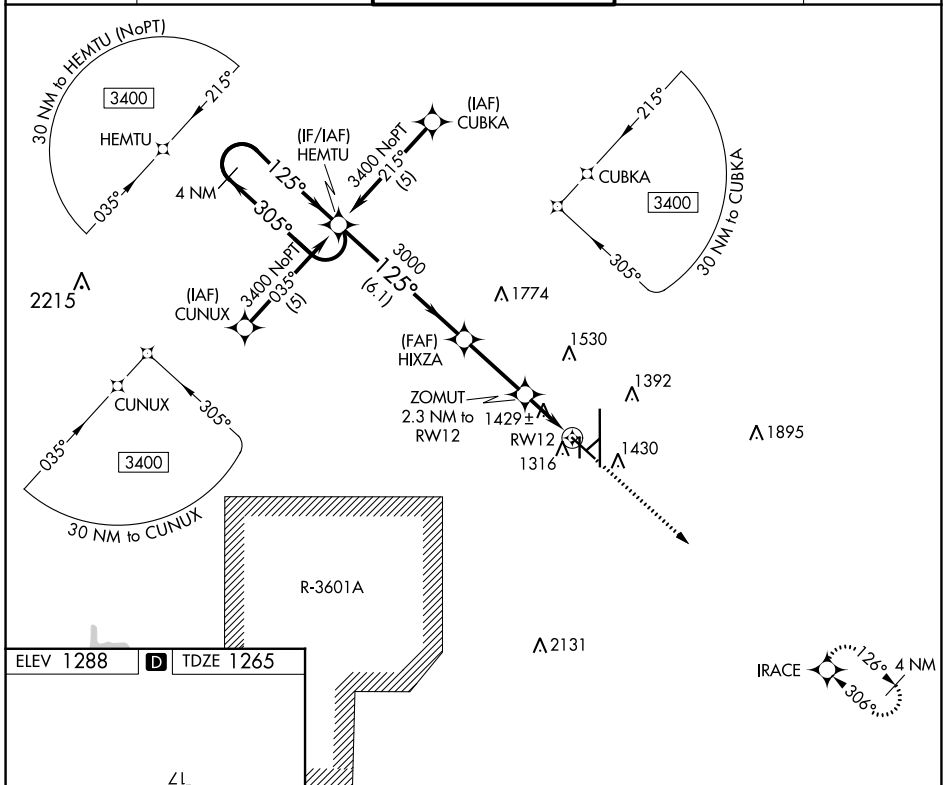 30 NM to HEMTU (NoPT)
3400
215°
HEMTU
035°
(IF/IAF)
HEMTU
(IAF)
CUBKA
3400 NoPT
215°
(5)
125°
4 NM
305°
215°
CUBKA
3400
30 NM to CUBKA
305°
2215
(IAF)
CUNUX
3400 NoPT
035°
(5)
3000
125°
(6.1)
1774
(FAF)
HIXZA
1530
1392
ZOMUT
2.3 NM to
RW12
1429±
RW12
1316
1430
1895
CUNUX
305°
035°
3400
30 NM to CUNUX
R-3601A
2131
IRACE
126°
4 NM
306°
ELEV 1288
D
TDZE 1265
17